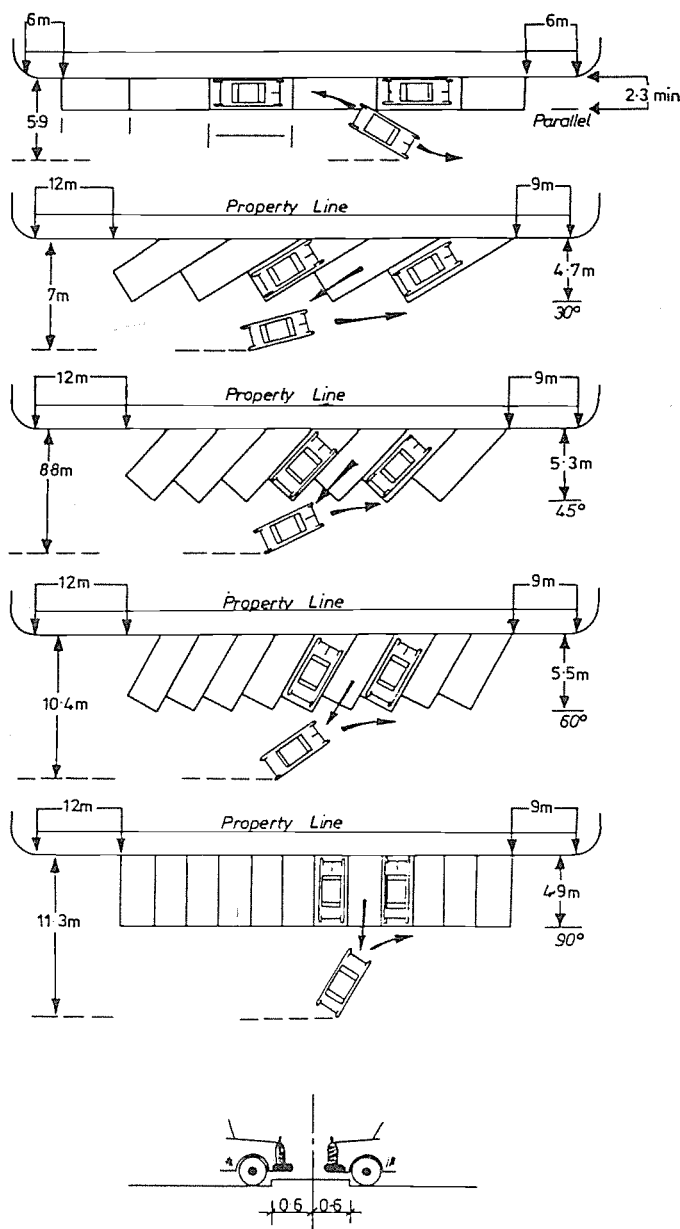 6m 6m
2·3 min
5·9
Parallel
12m 9m
Property Line
7m
4·7m
30°
12m 9m
Property Line
8·8m
5·3m
45°
12m 9m
Property Line
10·4m
5·5m
60°
12m 9m
Property Line
11·3m
4·9m
90°
0·6 0·6